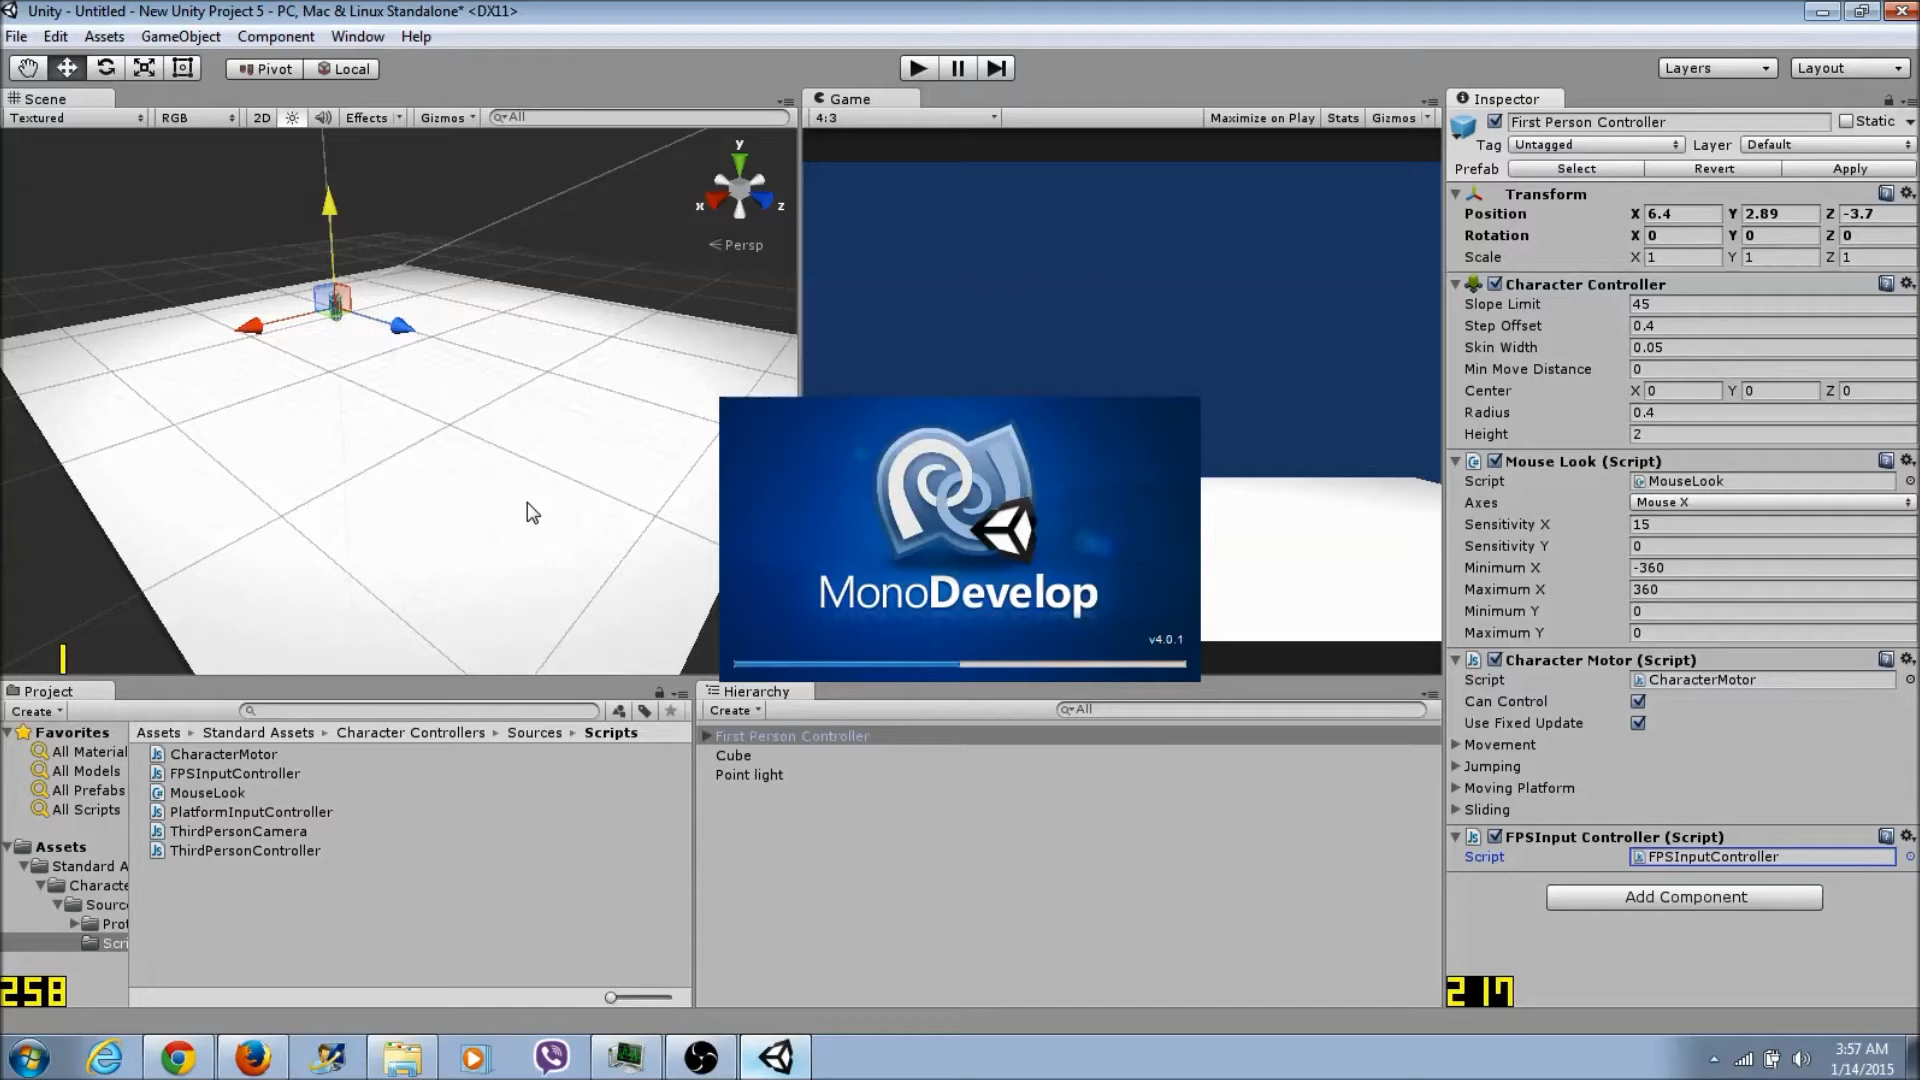 Unity - Untitled - New Unity Project 5 - PC, Mac & Linux Standalone* <DX11>
File Edit Assets GameObject Component Window Help
Pivot Local Layers Layout
Scene Game Inspector
Textured RGB 2D Effects Gizmos All 4:3 Maximize on Play Stats Gizmos
First Person Controller Static
Tag Untagged Layer Default
Prefab Select Revert Apply
Transform
Position X 6.4 Y 2.89 Z -3.7
Rotation X 0 Y 0 Z 0
Scale X 1 Y 1 Z 1
y
x z
Persp
Character Controller
Slope Limit 45
Step Offset 0.4
Skin Width 0.05
Min Move Distance 0
Center X 0 Y 0 Z 0
Radius 0.4
Height 2
Mouse Look (Script)
Script MouseLook
Axes Mouse X
Sensitivity X 15
Sensitivity Y 0
Minimum X -360
Maximum X 360
Minimum Y 0
Maximum Y 0
MonoDevelop
v4.0.1
Character Motor (Script)
Script CharacterMotor
Can Control
Use Fixed Update
Movement
Jumping
Moving Platform
Sliding
FPSInput Controller (Script)
Script FPSInputController
Add Component
Project
Create
Favorites
All Material
All Models
All Prefabs
All Scripts
Assets
Standard A
Characte
Sourc
Prot
Scri
Assets Standard Assets Character Controllers Sources Scripts
CharacterMotor
FPSInputController
MouseLook
PlatformInputController
ThirdPersonCamera
ThirdPersonController
Hierarchy
Create All
First Person Controller
Cube
Point light
258
217
3:57 AM
1/14/2015